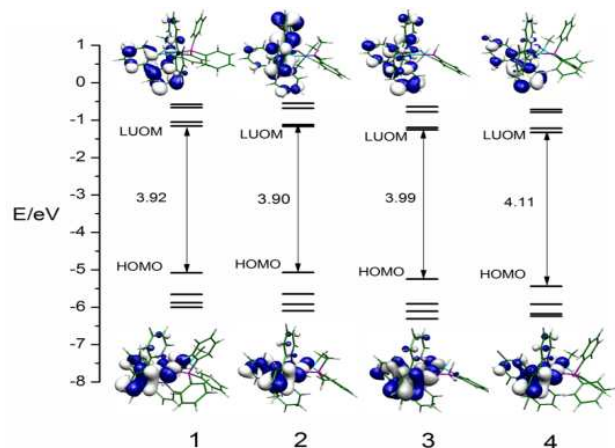 1
0
-1
LUOM
LUOM
LUOM
LUOM
-2
-3
3.92
3.90
3.99
4.11
E/eV
-4
-5
HOMO
HOMO
HOMO
HOMO
-6
-7
-8
1 2 3 4